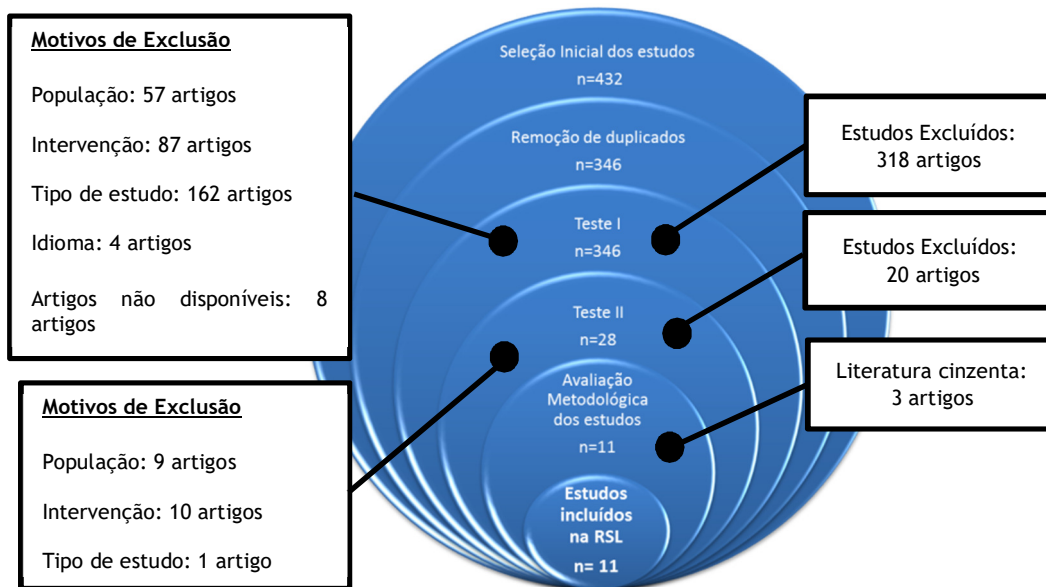 Motivos de Exclusão
População: 57 artigos
Intervenção: 87 artigos
Tipo de estudo: 162 artigos
Idioma: 4 artigos
Artigos não disponíveis: 8
artigos
Motivos de Exclusão
População: 9 artigos
Intervenção: 10 artigos
Tipo de estudo: 1 artigo
Seleção Inicial dos estudos
n=432
Remoção de duplicados
n=346
Teste I
n=346
Teste II
n=28
Avaliação
Metodológica
dos estudos
n=11
Estudos
incluídos
na RSL
n= 11
Estudos Excluídos:
318 artigos
Estudos Excluídos:
20 artigos
Literatura cinzenta:
3 artigos